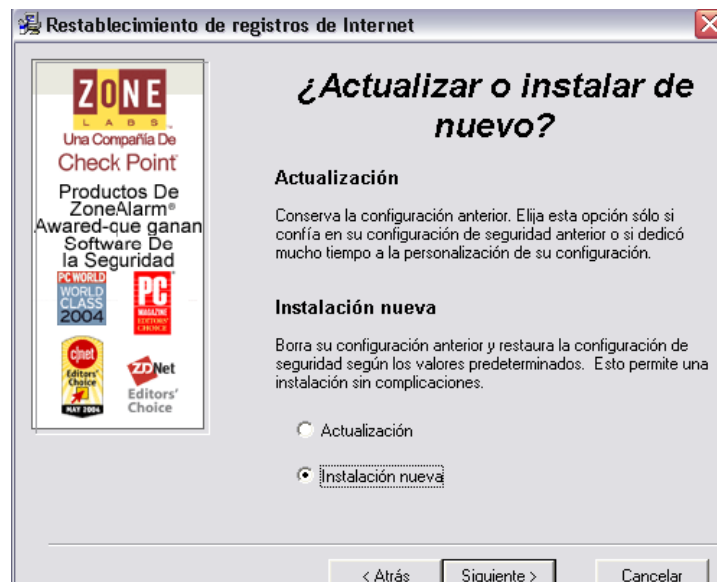 Restablecimiento de registros de Internet
ZONE
LABS
Una Compañía De
Check Point
Productos De
ZoneAlarm®
Awared-que ganan
Software De
la Seguridad
PC WORLD
WORLD
CLASS
2004
PC
MAGAZINE
EDITORS'
CHOICE
c|net
Editors'
Choice
MAY 2004
ZDNet
Editors'
Choice
¿Actualizar o instalar de
nuevo?
Actualización
Conserva la configuración anterior. Elija esta opción sólo si
confía en su configuración de seguridad anterior o si dedicó
mucho tiempo a la personalización de su configuración.
Instalación nueva
Borra su configuración anterior y restaura la configuración de
seguridad según los valores predeterminados. Esto permite una
instalación sin complicaciones.
Actualización
Instalación nueva
< Atrás
Siguiente >
Cancelar